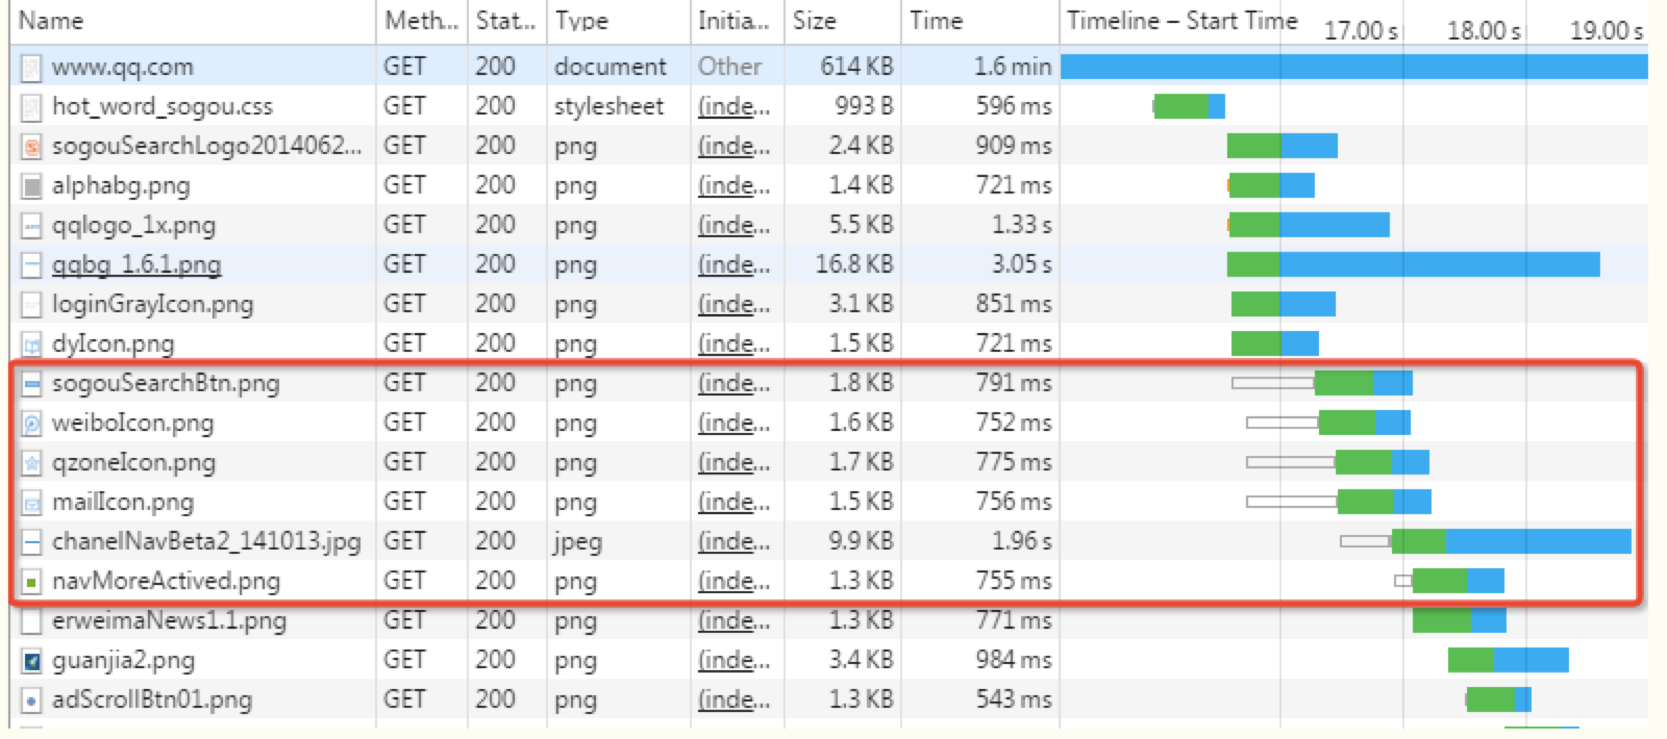 Name Meth... Stat... Type Initia... Size Time Timeline – Start Time 17.00 s 18.00 s 19.00 s
www.qq.com GET 200 document Other 614 KB 1.6 min
hot_word_sogou.css GET 200 stylesheet (inde... 993 B 596 ms
sogouSearchLogo2014062... GET 200 png (inde... 2.4 KB 909 ms
alphabg.png GET 200 png (inde... 1.4 KB 721 ms
qqlogo_1x.png GET 200 png (inde... 5.5 KB 1.33 s
qqbg_1.6.1.png GET 200 png (inde... 16.8 KB 3.05 s
loginGrayIcon.png GET 200 png (inde... 3.1 KB 851 ms
dyIcon.png GET 200 png (inde... 1.5 KB 721 ms
sogouSearchBtn.png GET 200 png (inde... 1.8 KB 791 ms
weiboIcon.png GET 200 png (inde... 1.6 KB 752 ms
qzoneIcon.png GET 200 png (inde... 1.7 KB 775 ms
mailIcon.png GET 200 png (inde... 1.5 KB 756 ms
chanelNavBeta2_141013.jpg GET 200 jpeg (inde... 9.9 KB 1.96 s
navMoreActived.png GET 200 png (inde... 1.3 KB 755 ms
erweimaNews1.1.png GET 200 png (inde... 1.3 KB 771 ms
guanjia2.png GET 200 png (inde... 3.4 KB 984 ms
adScrollBtn01.png GET 200 png (inde... 1.3 KB 543 ms